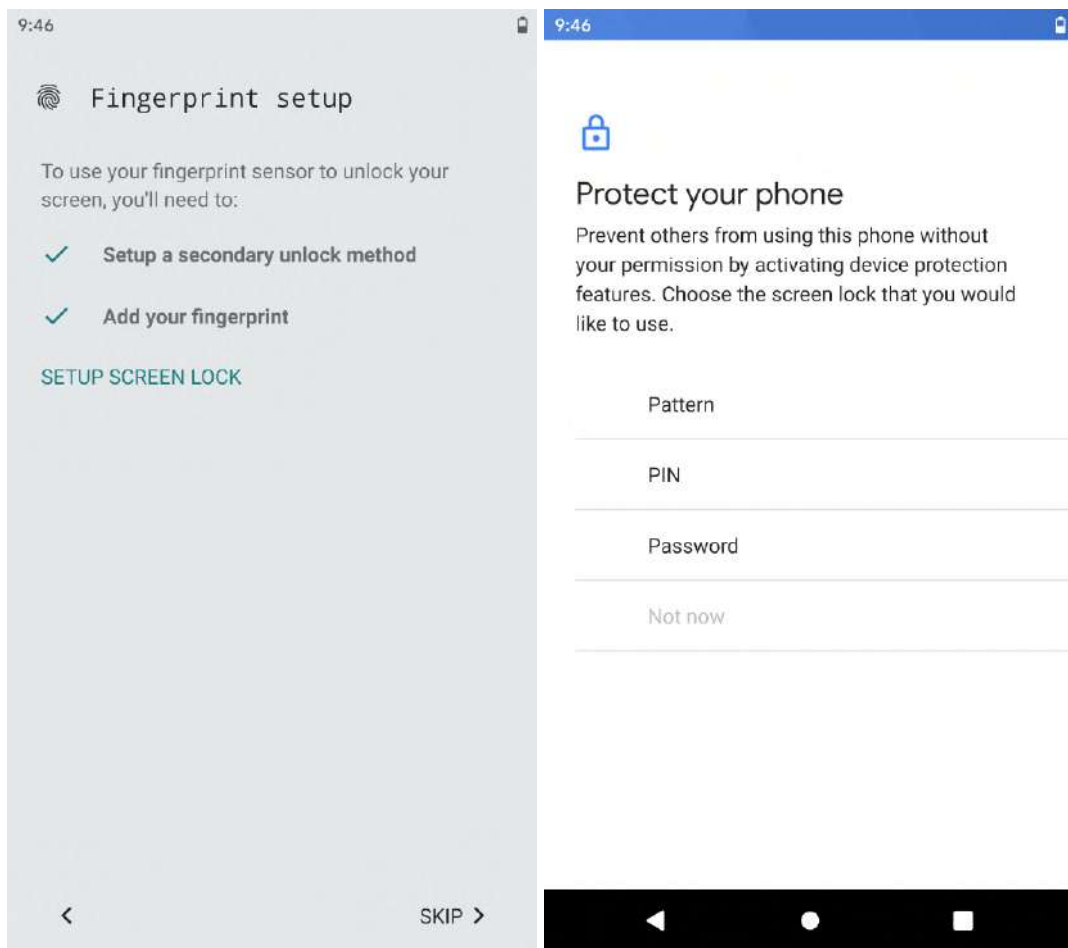 9:46
Fingerprint setup
To use your fingerprint sensor to unlock your
screen, you'll need to:
Setup a secondary unlock method
Add your fingerprint
SETUP SCREEN LOCK
SKIP
9:46
Protect your phone
Prevent others from using this phone without
your permission by activating device protection
features. Choose the screen lock that you would
like to use.
Pattern
PIN
Password
Not now